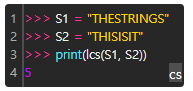 1 >>> S1 = "THESTRINGS"
2 >>> S2 = "THISISIT"
3 >>> print(lcs(S1, S2))
4 5
cs